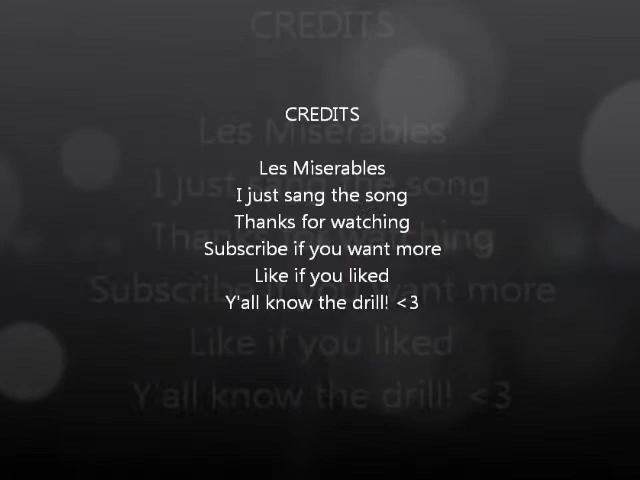 CREDITS
Les Miserables
I just sang the song
Thanks for watching
Subscribe if you want more
Like if you liked
Y'all know the drill! <3